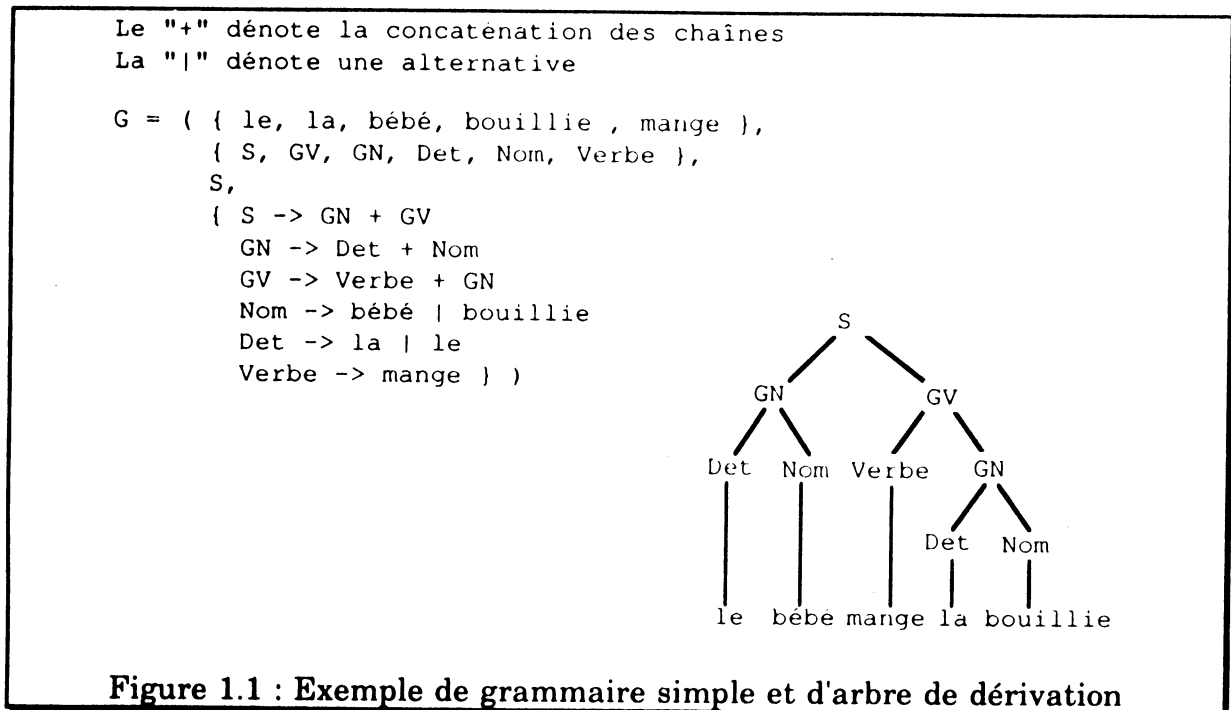 Le "+" dénote la concaténation des chaînes
La "|" dénote une alternative
G = ( { le, la, bébé, bouillie , mange },
{ S, GV, GN, Det, Nom, Verbe },
S,
{ S -> GN + GV
GN -> Det + Nom
GV -> Verbe + GN
Nom -> bébé | bouillie
Det -> la | le
Verbe -> mange } )
S
GN GV
Det Nom Verbe GN
Det Nom
le bébé mange la bouillie
Figure 1.1 : Exemple de grammaire simple et d'arbre de dérivation